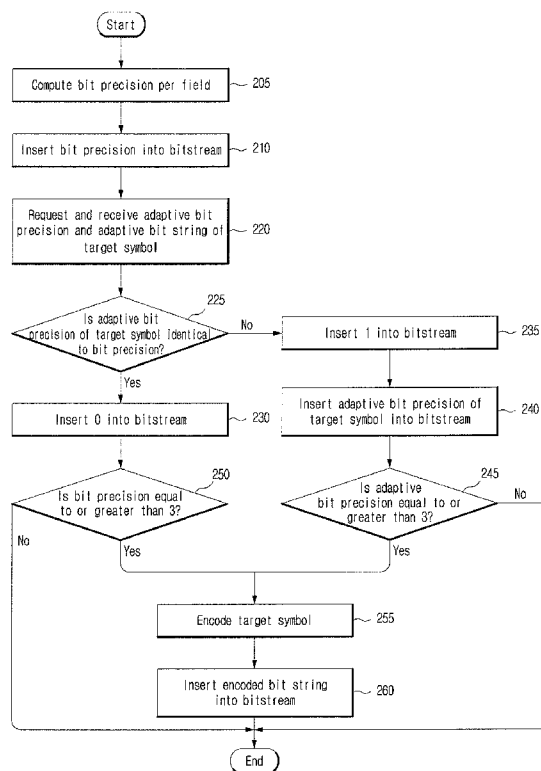 Start
Compute bit precision per field
205
Insert bit precision into bitstream
210
Request and receive adaptive bit
precision and adaptive bit string of
target symbol
220
225
Is adaptive bit
precision of target symbol identical
to bit precision?
No
Yes
Insert 1 into bitstream
235
Insert 0 into bitstream
230
Insert adaptive bit precision of
target symbol into bitstream
240
250
Is bit precision equal
to or greater than 3?
No
Yes
245
Is adaptive
bit precision equal to or
greater than 3?
No
Yes
Encode target symbol
255
Insert encoded bit string
into bitstream
260
End